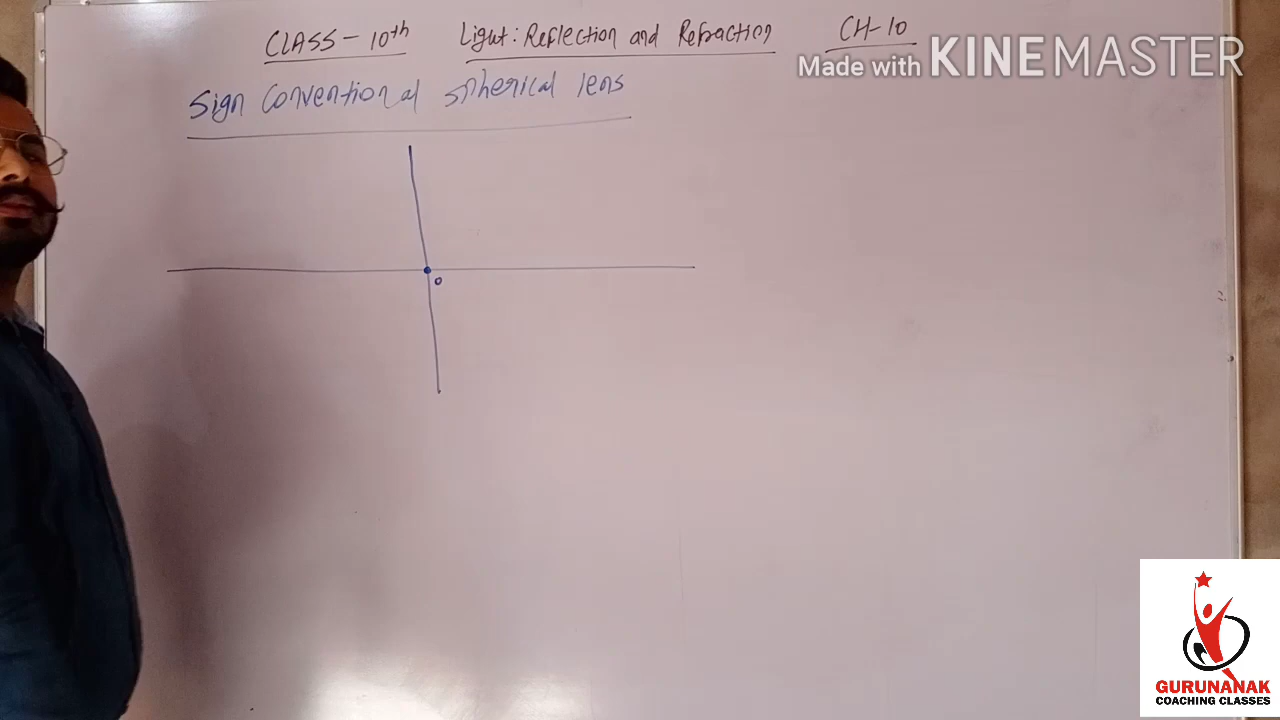 CLASS - 10th Light: Reflection and Refraction CH-10
Made with KINEMASTER
Sign Conventional spherical lens
o
GURUNANAK
COACHING CLASSES